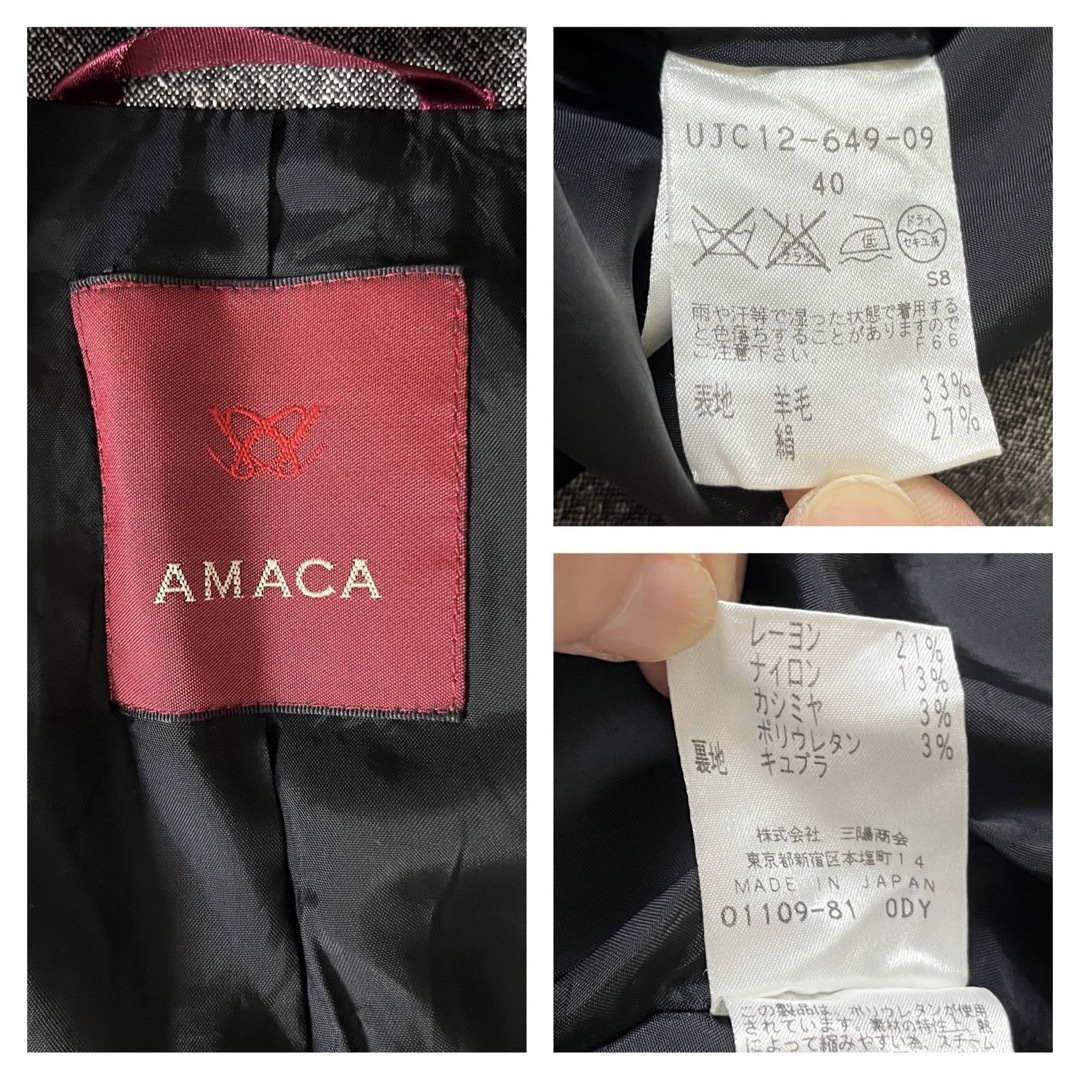 AMACA
UJC12-649-09
40
ドライ
セキユ系
低
S8
雨や汗等で湿った状態で着用する
と色落ちすることがありますので
ご注意下さい。 F66
表地 羊毛 33%
絹 27%
レーヨン 21%
ナイロン 13%
カシミヤ 3%
ポリウレタン 3%
裏地 キュプラ
株式会社 三陽商会
東京都新宿区本塩町14
MADE IN JAPAN
01109-81 ODY
この製品は、ポリウレタンが使用
されています。素材の特性上、熱
によって縮みやすい為、スチーム